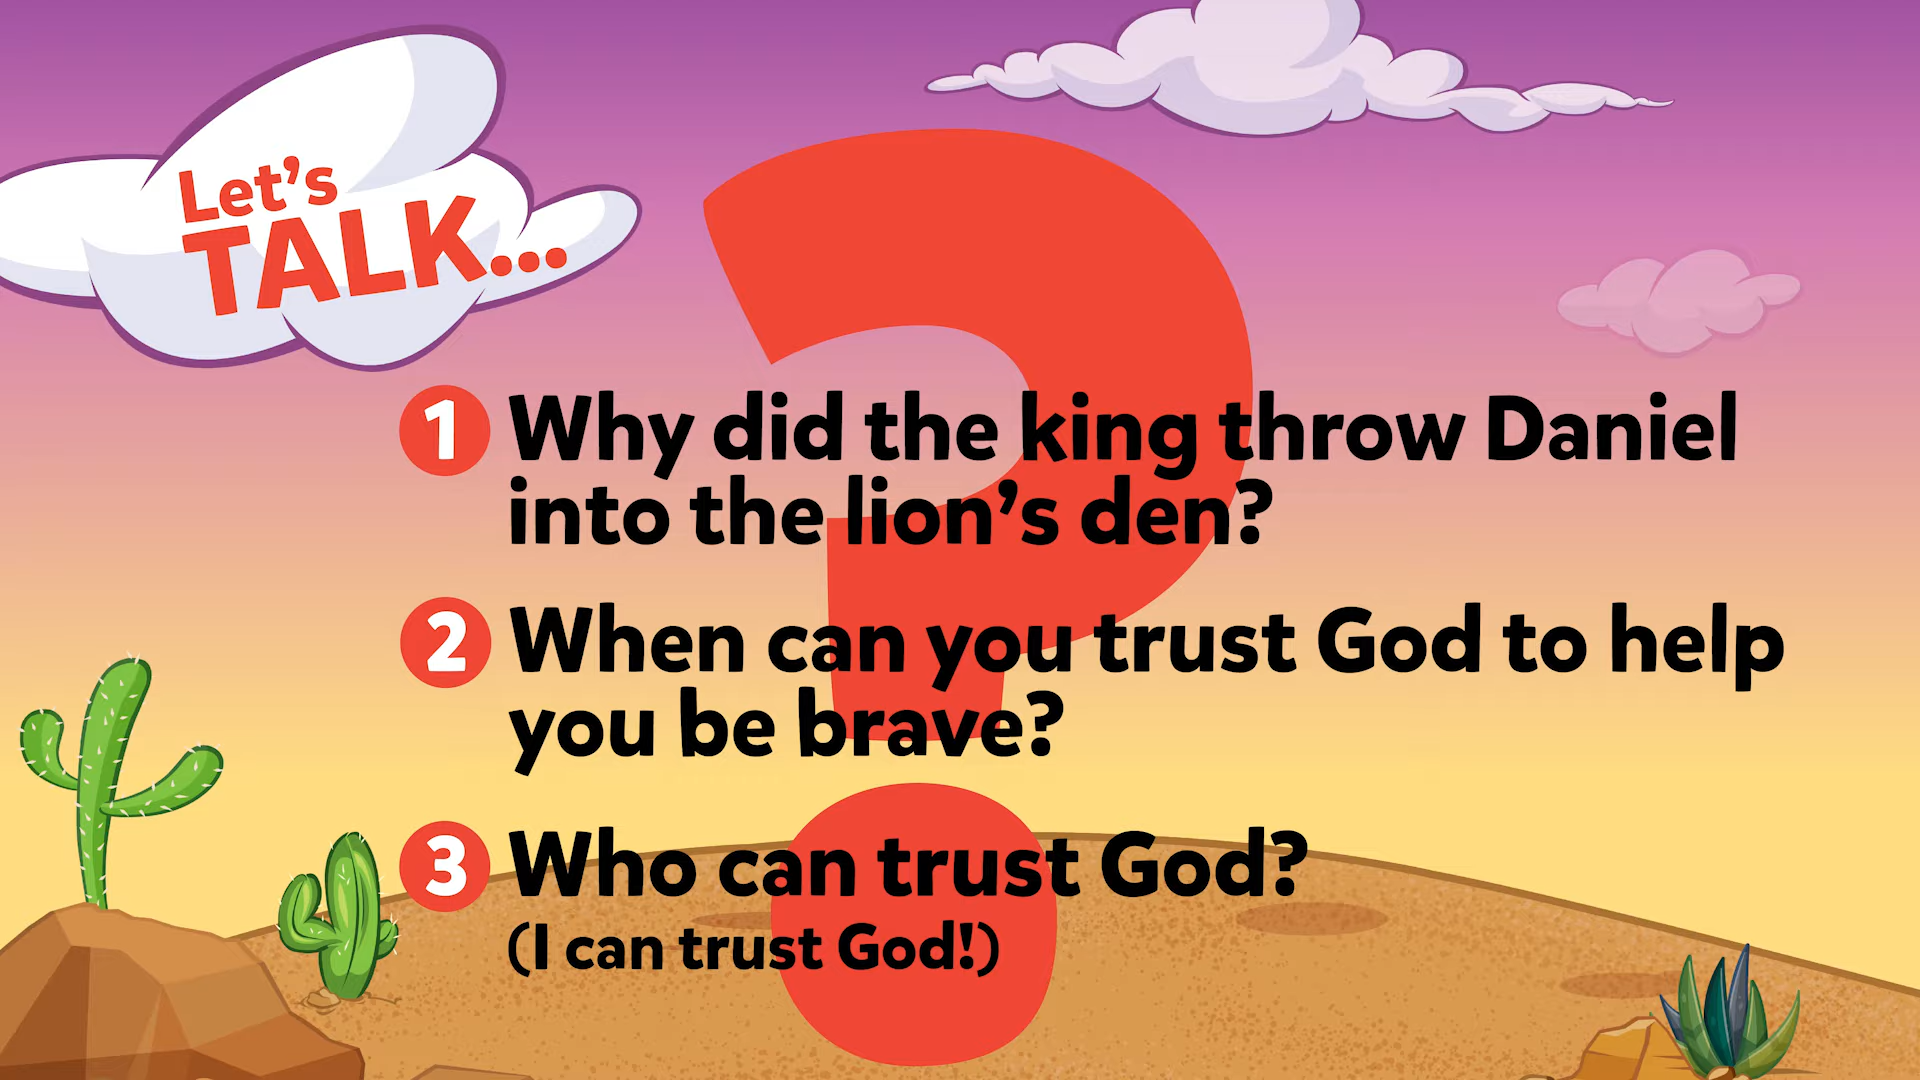 Let's
TALK...
1 Why did the king throw Daniel
into the lion's den?
2 When can you trust God to help
you be brave?
3 Who can trust God?
(I can trust God!)